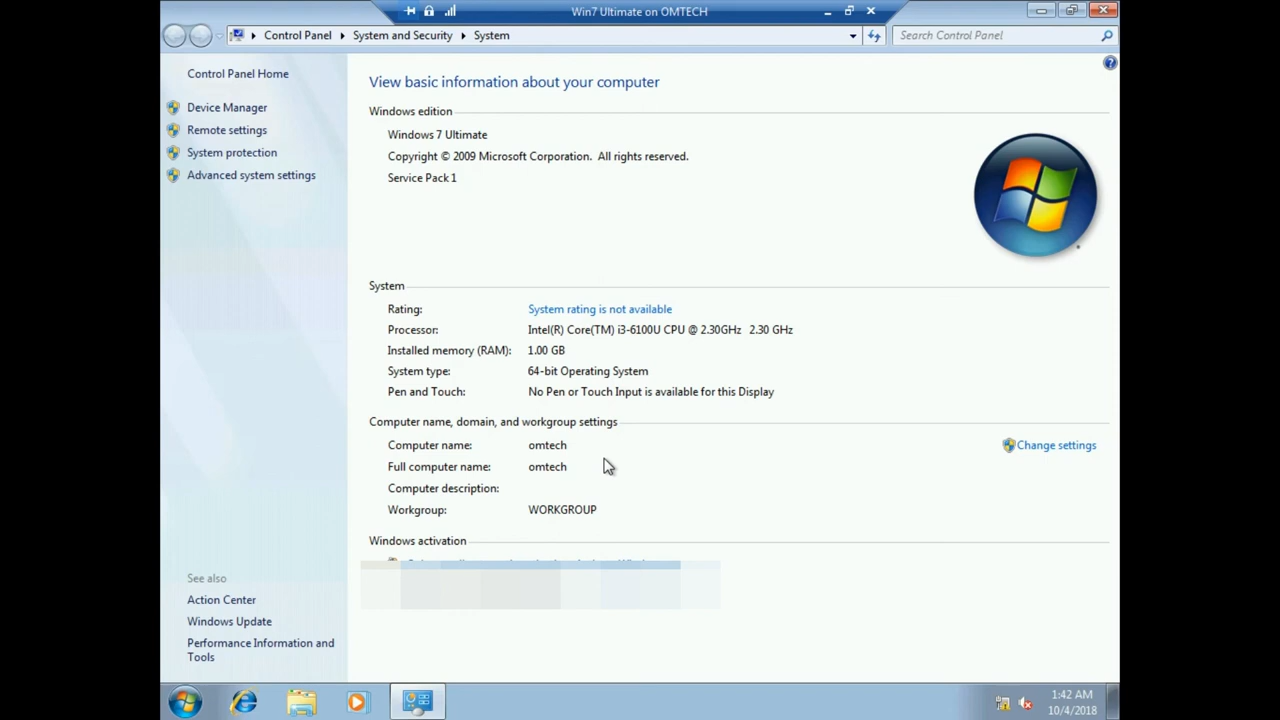 Win7 Ultimate on OMTECH
Control Panel
System and Security
System
Search Control Panel
Control Panel Home
Device Manager
Remote settings
System protection
Advanced system settings
See also
Action Center
Windows Update
Performance Information and
Tools
View basic information about your computer
Windows edition
Windows 7 Ultimate
Copyright © 2009 Microsoft Corporation. All rights reserved.
Service Pack 1
System
Rating: System rating is not available
Processor: Intel(R) Core(TM) i3-6100U CPU @ 2.30GHz 2.30 GHz
Installed memory (RAM): 1.00 GB
System type: 64-bit Operating System
Pen and Touch: No Pen or Touch Input is available for this Display
Computer name, domain, and workgroup settings
Computer name: omtech
Change settings
Full computer name: omtech
Computer description:
Workgroup: WORKGROUP
Windows activation
1:42 AM
10/4/2018